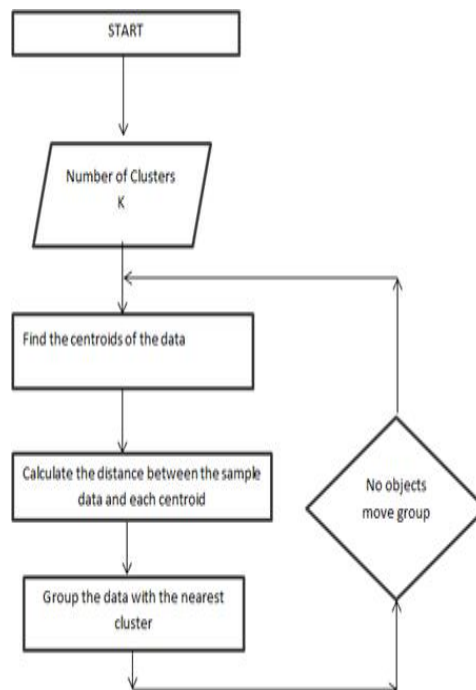 START
Number of Clusters
K
Find the centroids of the data
Calculate the distance between the sample
data and each centroid
Group the data with the nearest
cluster
No objects
move group